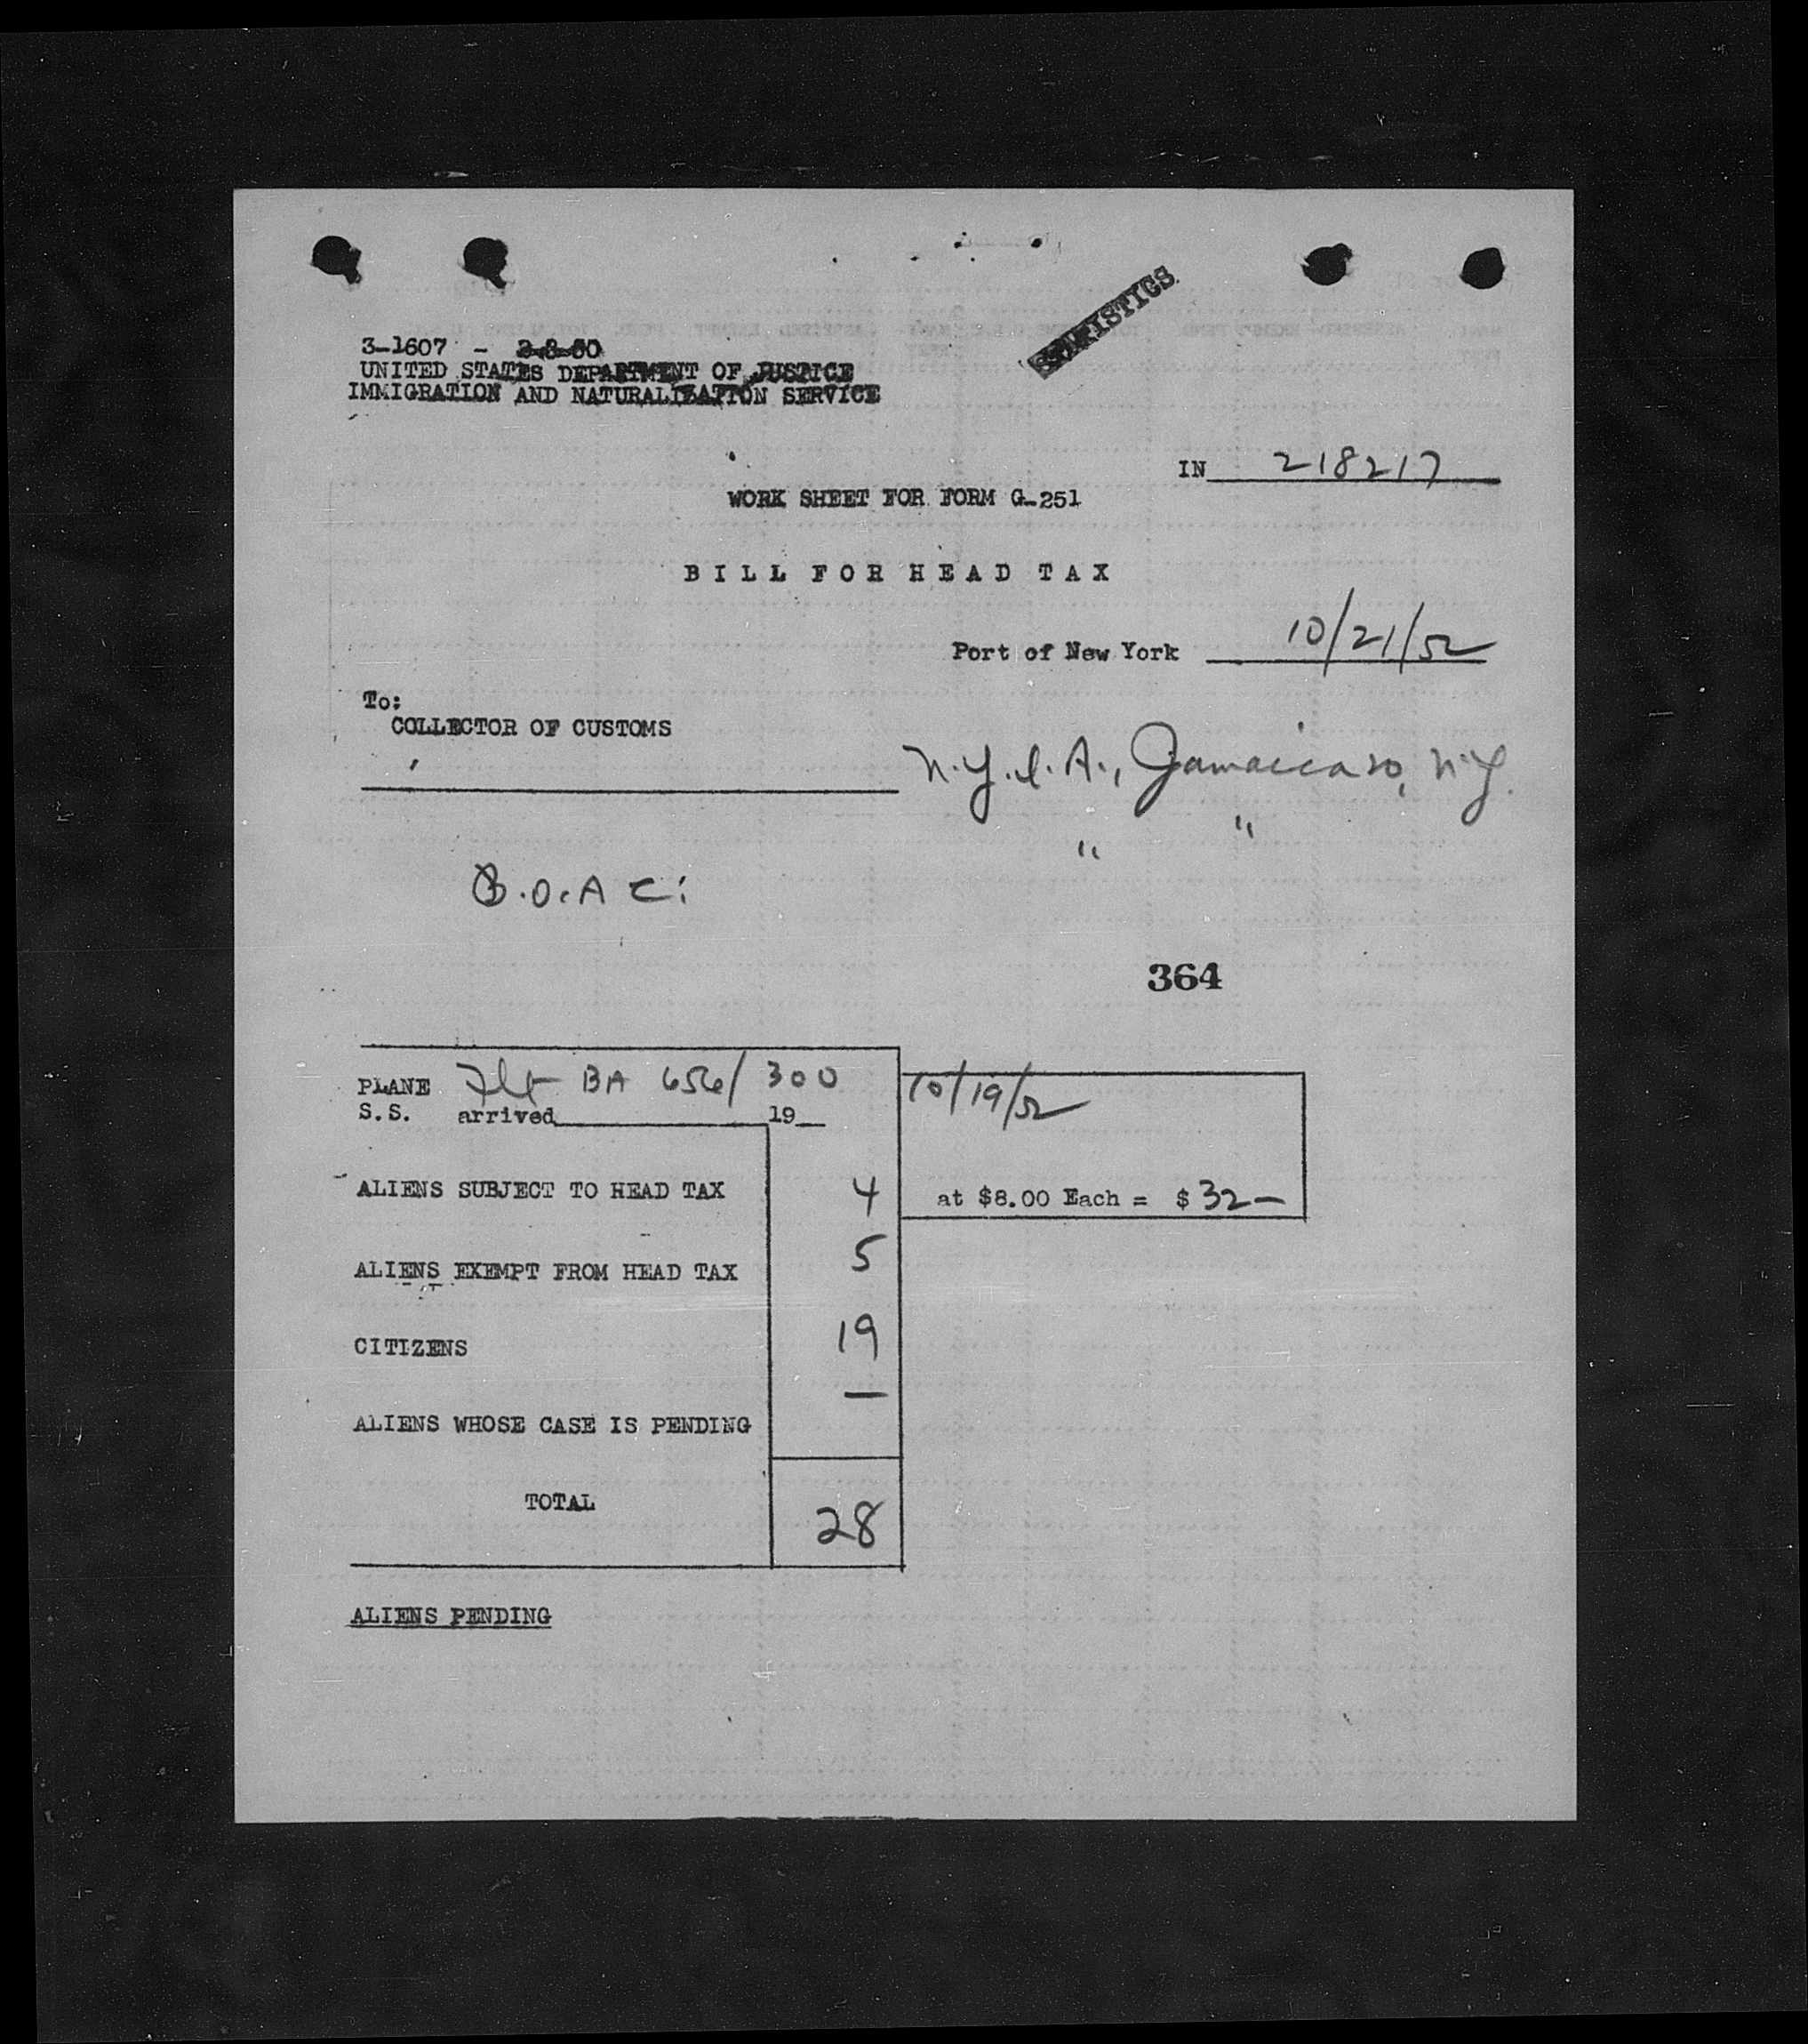 STATISTICS
3-1607 - 2-8-50
UNITED STATES DEPARTMENT OF JUSTICE
IMMIGRATION AND NATURALIZATION SERVICE
IN 218217
WORK SHEET FOR FORM G-251
BILL FOR HEAD TAX
Port of New York 10/21/52
To:
COLLECTOR OF CUSTOMS
N.Y.I.A., Jamaica 20, N.Y.
" "
B.O.A C.
364
PLANE Flt BA 656/300 10/19/52
S.S. arrived 19
ALIENS SUBJECT TO HEAD TAX 4 at $8.00 Each = $ 32—
ALIENS EXEMPT FROM HEAD TAX 5
CITIZENS 19
ALIENS WHOSE CASE IS PENDING —
TOTAL 28
ALIENS PENDING